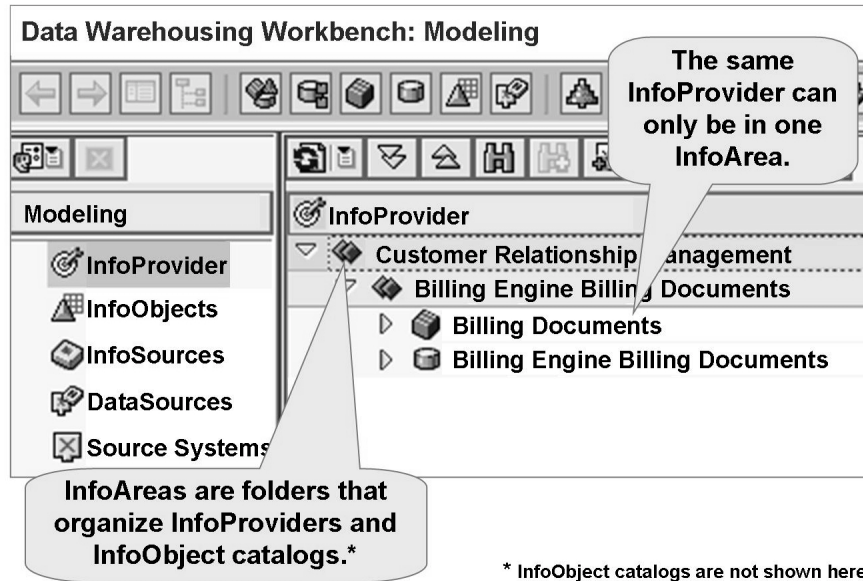 Data Warehousing Workbench: Modeling
The same
InfoProvider can
only be in one
InfoArea.
Modeling
InfoProvider
InfoObjects
InfoSources
DataSources
Source Systems
InfoProvider
Customer Relationship Management
Billing Engine Billing Documents
Billing Documents
Billing Engine Billing Documents
InfoAreas are folders that
organize InfoProviders and
InfoObject catalogs.*
* InfoObject catalogs are not shown here